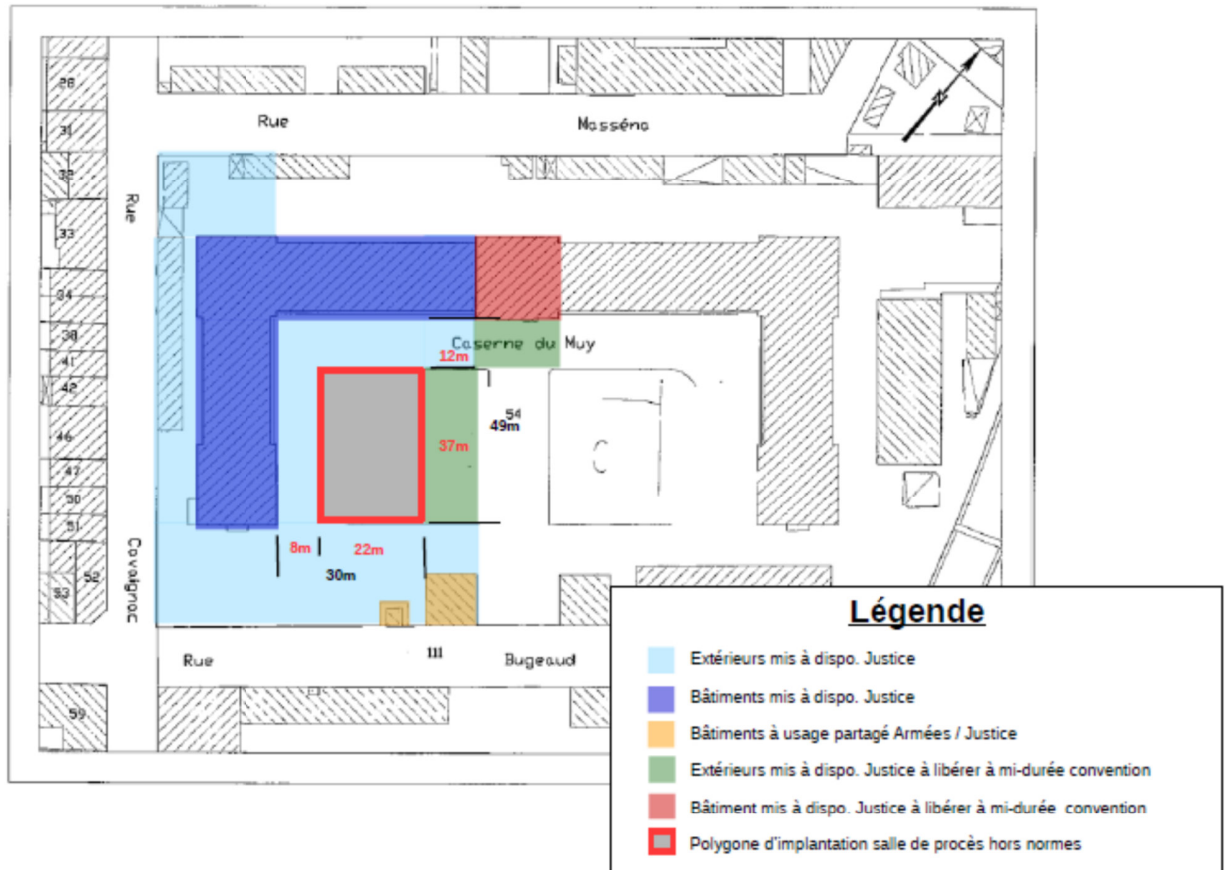 28
31
32
33
34
38
41
42
46
47
50
51
52
53
59
Rue
Masséna
N
Rue
Cavaignac
Caserne du Muy
12m
54
49m
37m
8m
22m
30m
111
Rue
Bugeaud
Légende
Extérieurs mis à dispo. Justice
Bâtiments mis à dispo. Justice
Bâtiments à usage partagé Armées / Justice
Extérieurs mis à dispo. Justice à libérer à mi-durée convention
Bâtiment mis à dispo. Justice à libérer à mi-durée convention
Polygone d'implantation salle de procès hors normes